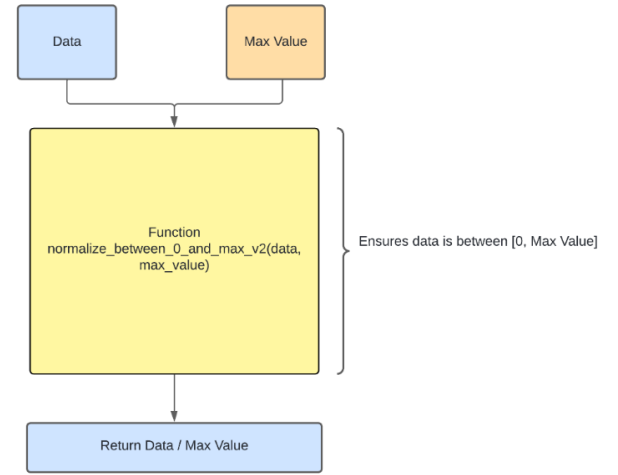 Data
Max Value
Function
normalize_between_0_and_max_v2(data,
max_value)
Ensures data is between [0, Max Value]
Return Data / Max Value